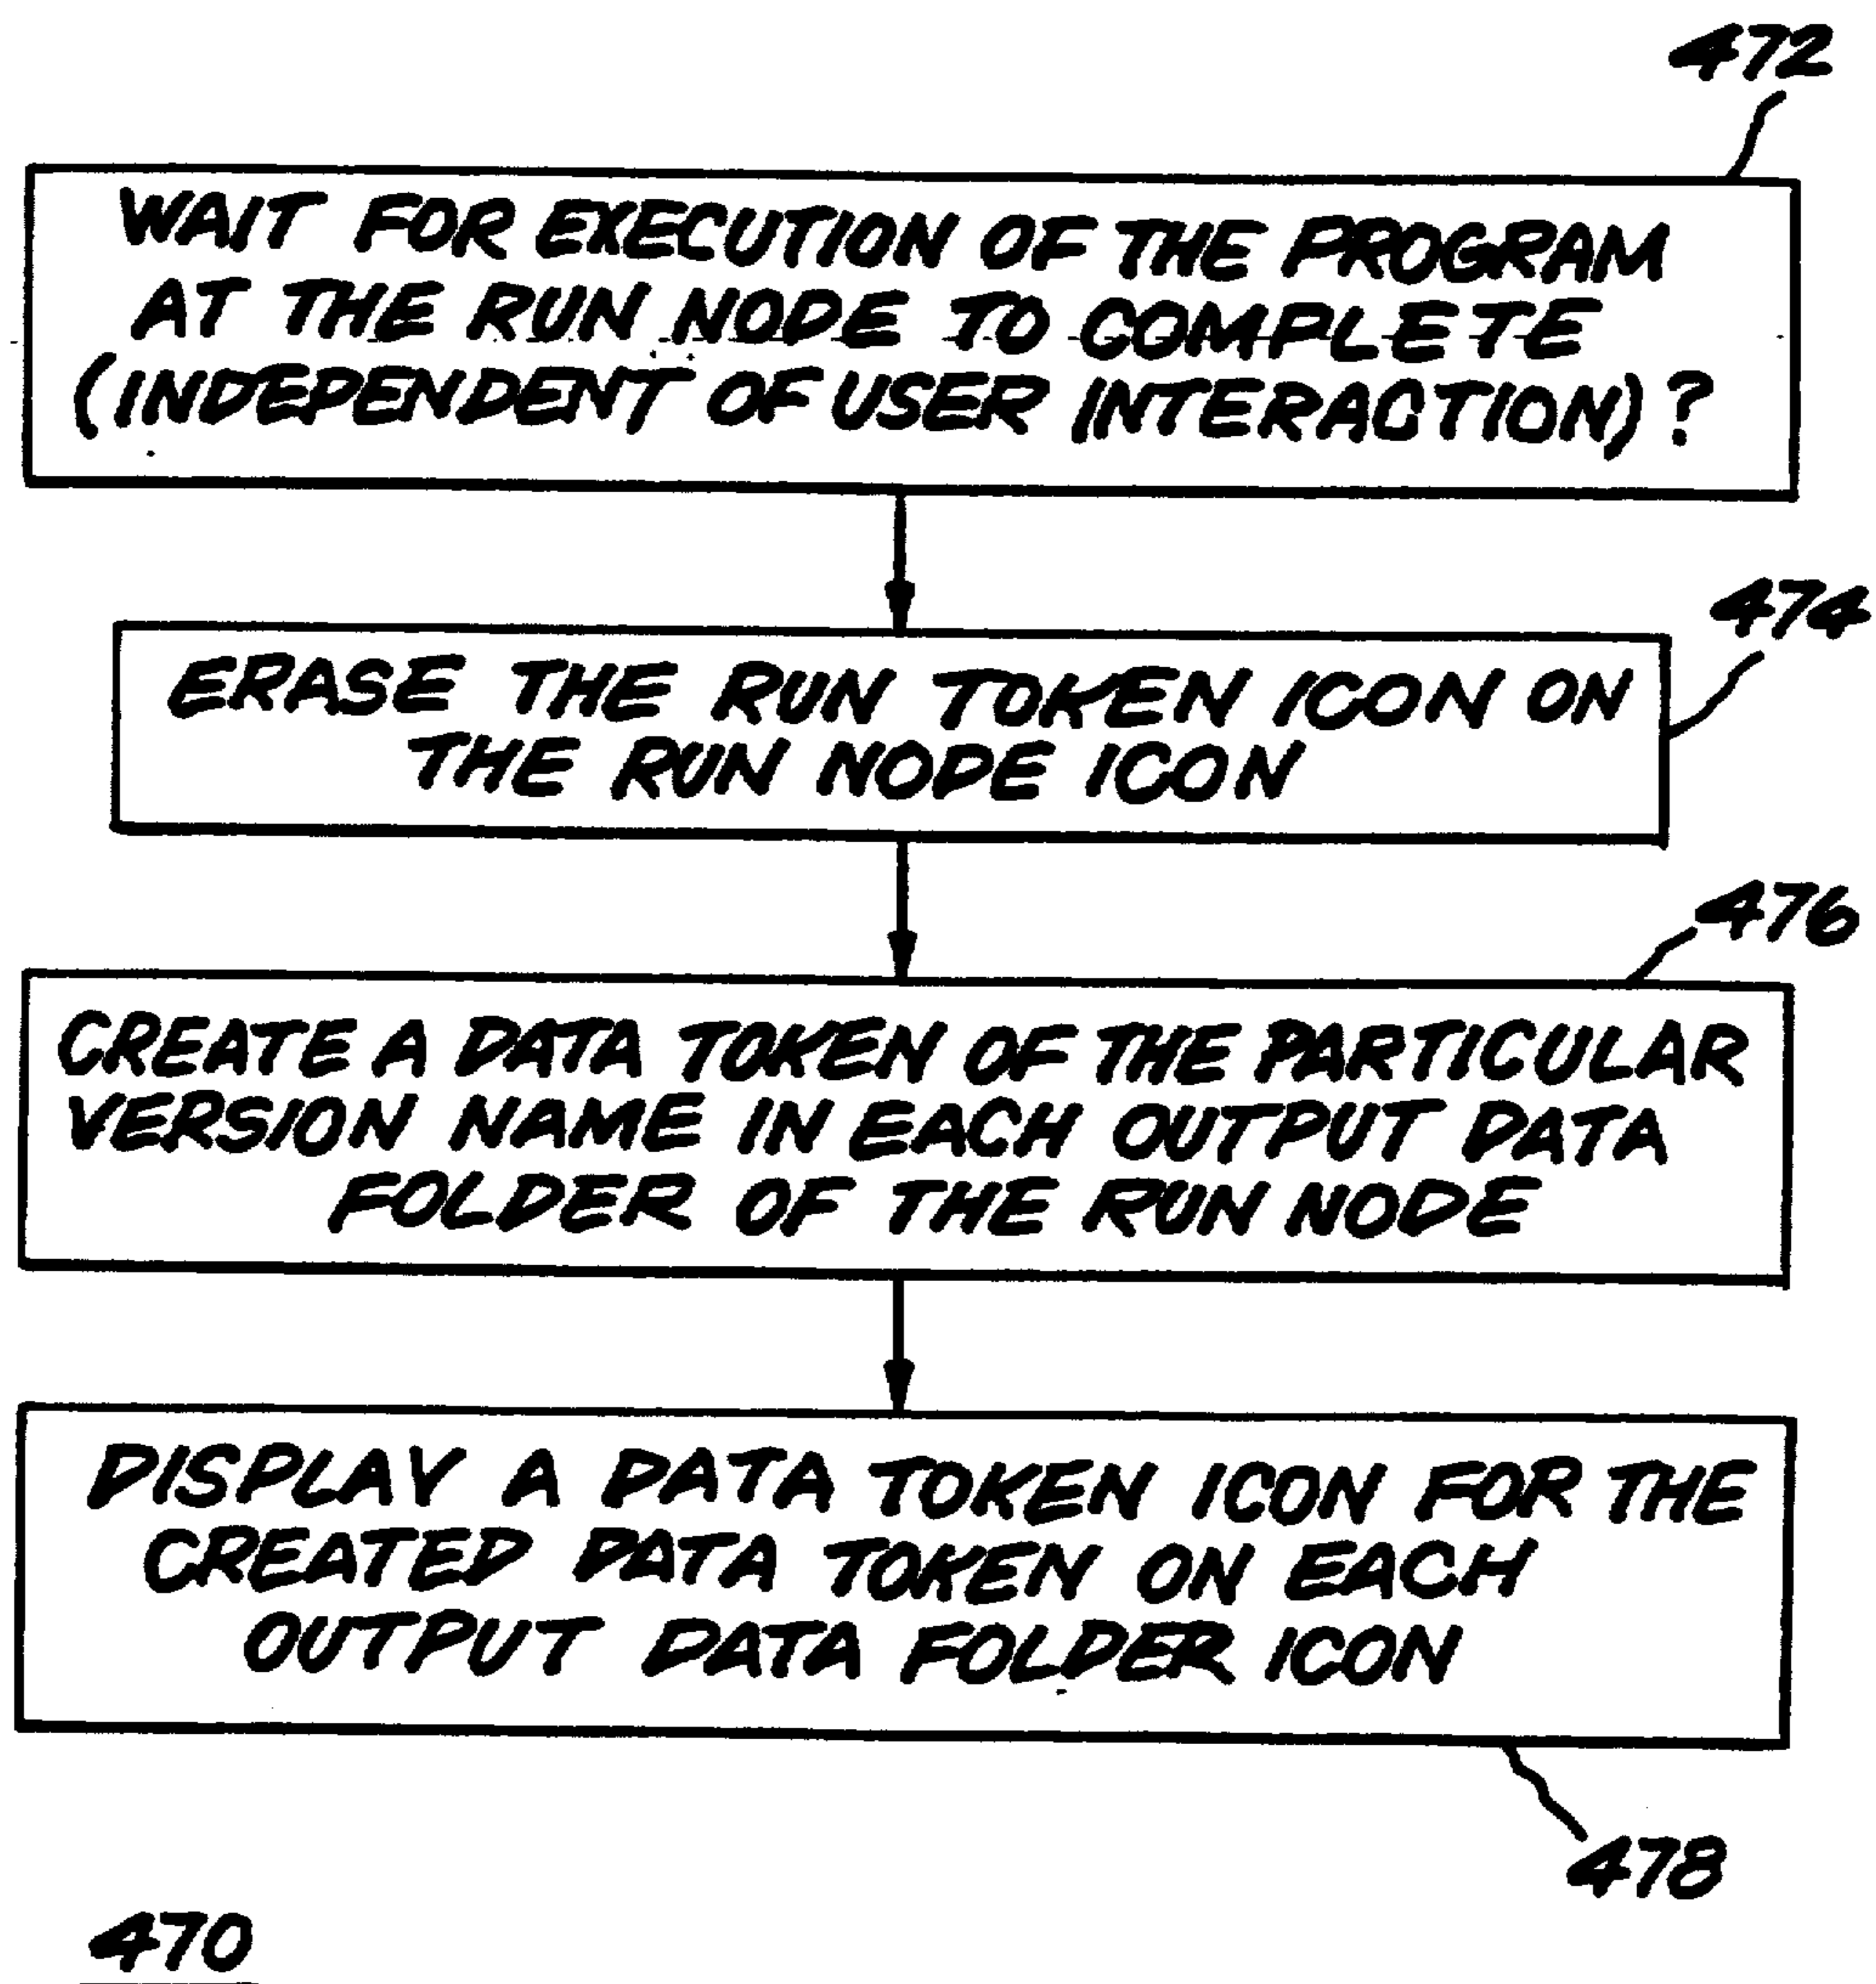 472
WAIT FOR EXECUTION OF THE PROGRAM
AT THE RUN NODE TO COMPLETE
(INDEPENDENT OF USER INTERACTION)?
474
ERASE THE RUN TOKEN ICON ON
THE RUN NODE ICON
476
CREATE A DATA TOKEN OF THE PARTICULAR
VERSION NAME IN EACH OUTPUT DATA
FOLDER OF THE RUN NODE
DISPLAY A DATA TOKEN ICON FOR THE
CREATED DATA TOKEN ON EACH
OUTPUT DATA FOLDER ICON
478
470